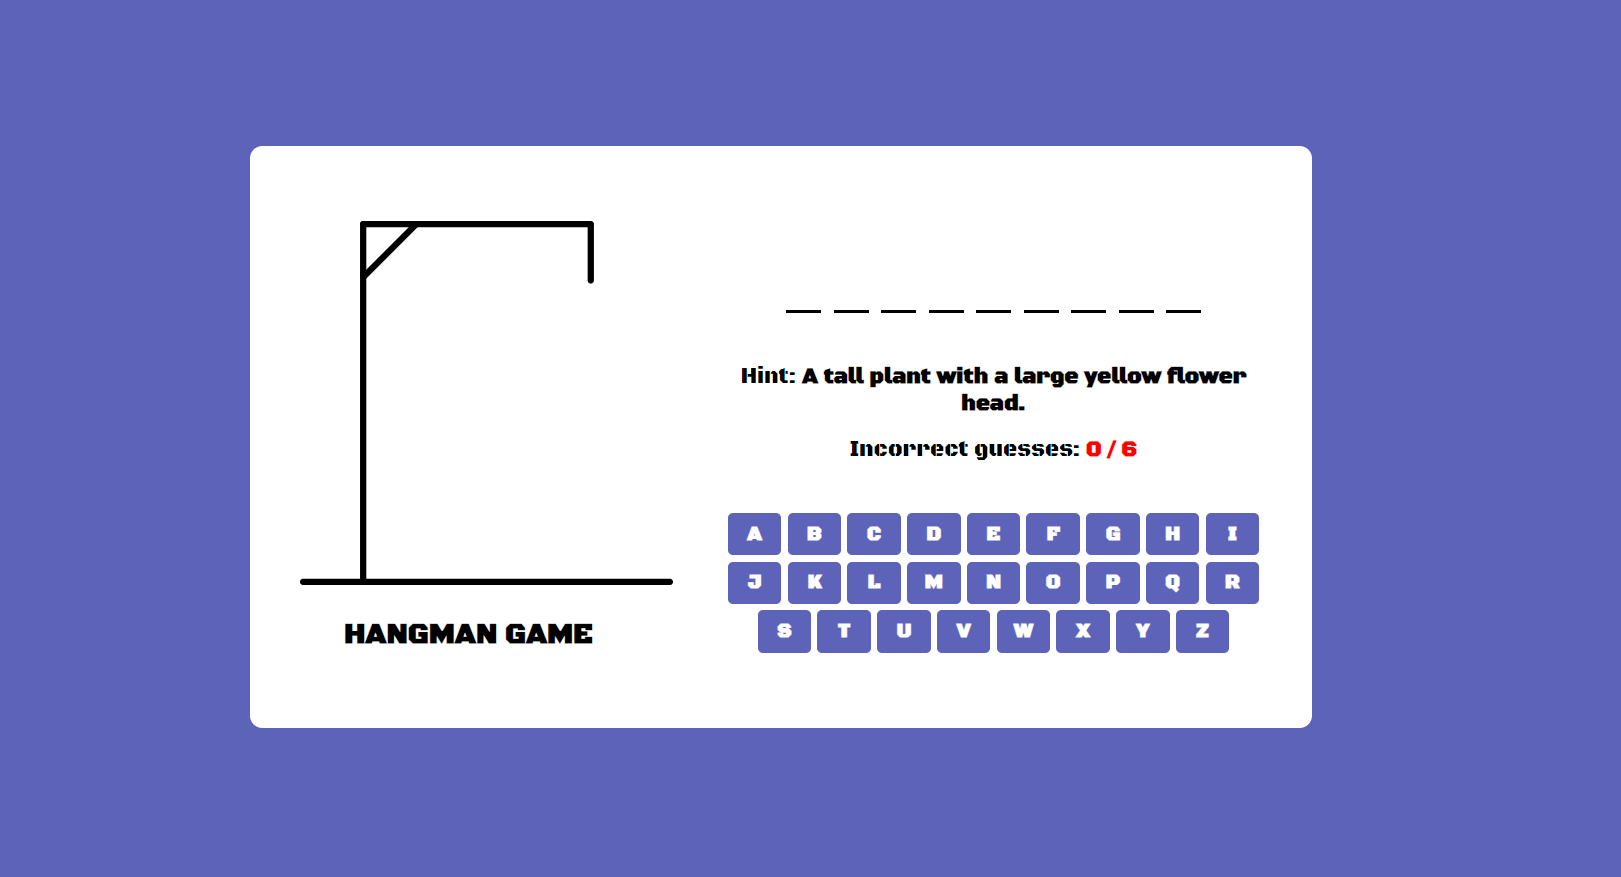 Hint: A tall plant with a large yellow flower
head.
Incorrect guesses: 0 / 6
A B C D E F G H I
J K L M N O P Q R
S T U V W X Y Z
HANGMAN GAME